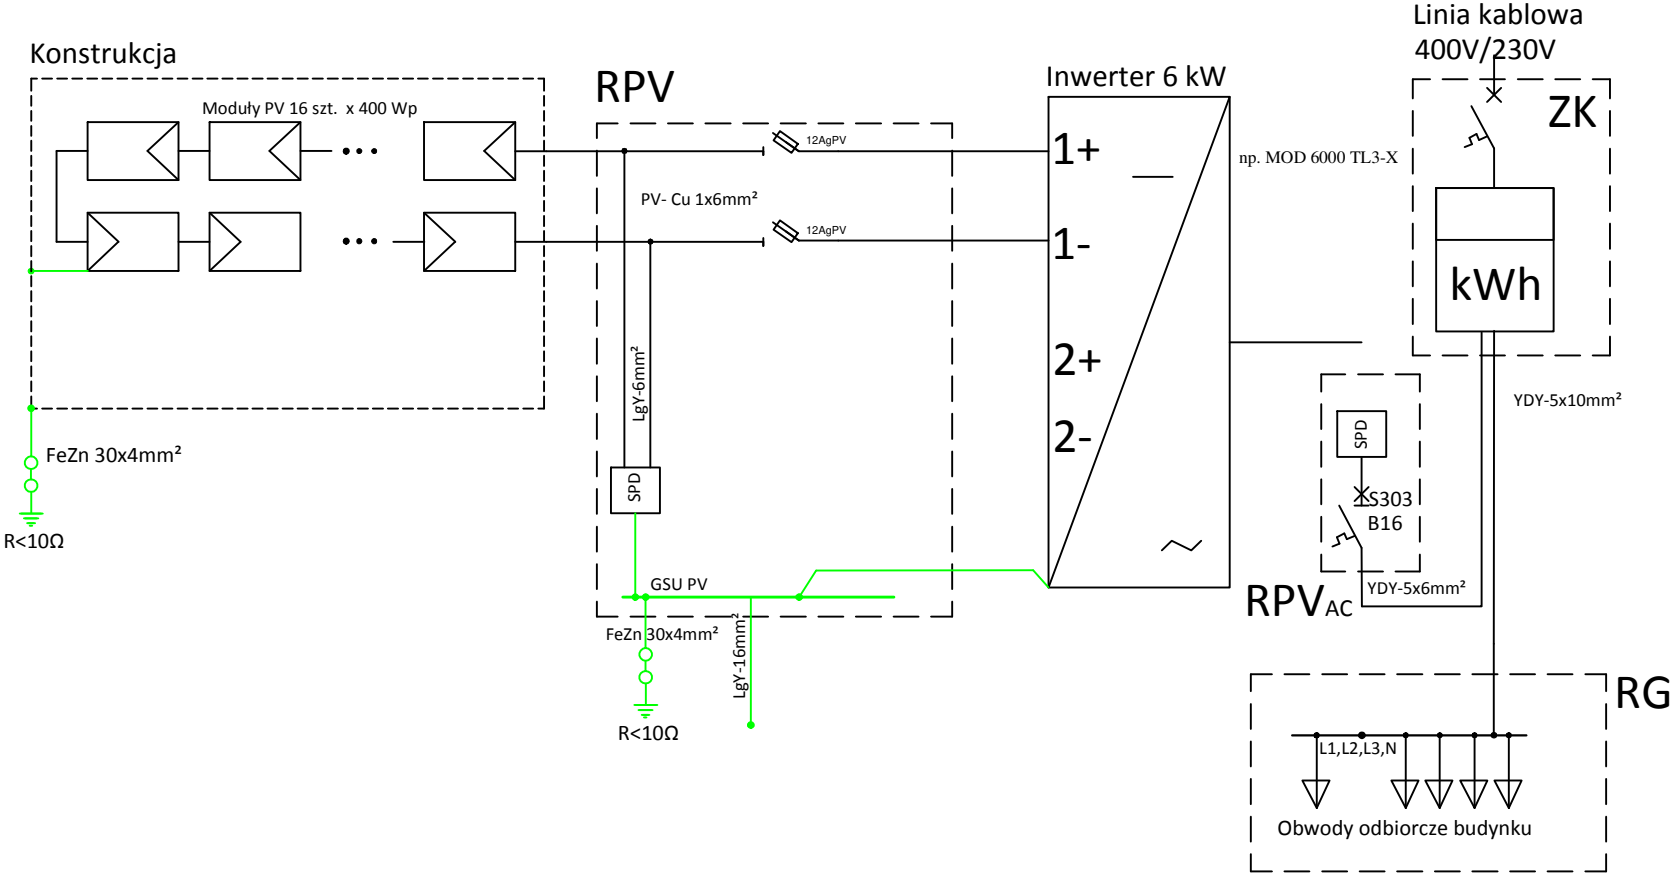 Linia kablowa
400V/230V
Konstrukcja
RPV
Inwerter 6 kW
ZK
Moduły PV 16 szt. x 400 Wp
12AgPV
1+
np. MOD 6000 TL3-X
PV- Cu 1x6mm²
12AgPV
1-
kWh
LgY-6mm²
2+
YDY-5x10mm²
2-
SPD
FeZn 30x4mm²
SPD
S303
B16
R<10Ω
GSU PV
YDY-5x6mm²
RPVAC
FeZn 30x4mm²
LgY-16mm²
R<10Ω
RG
L1,L2,L3,N
Obwody odbiorcze budynku